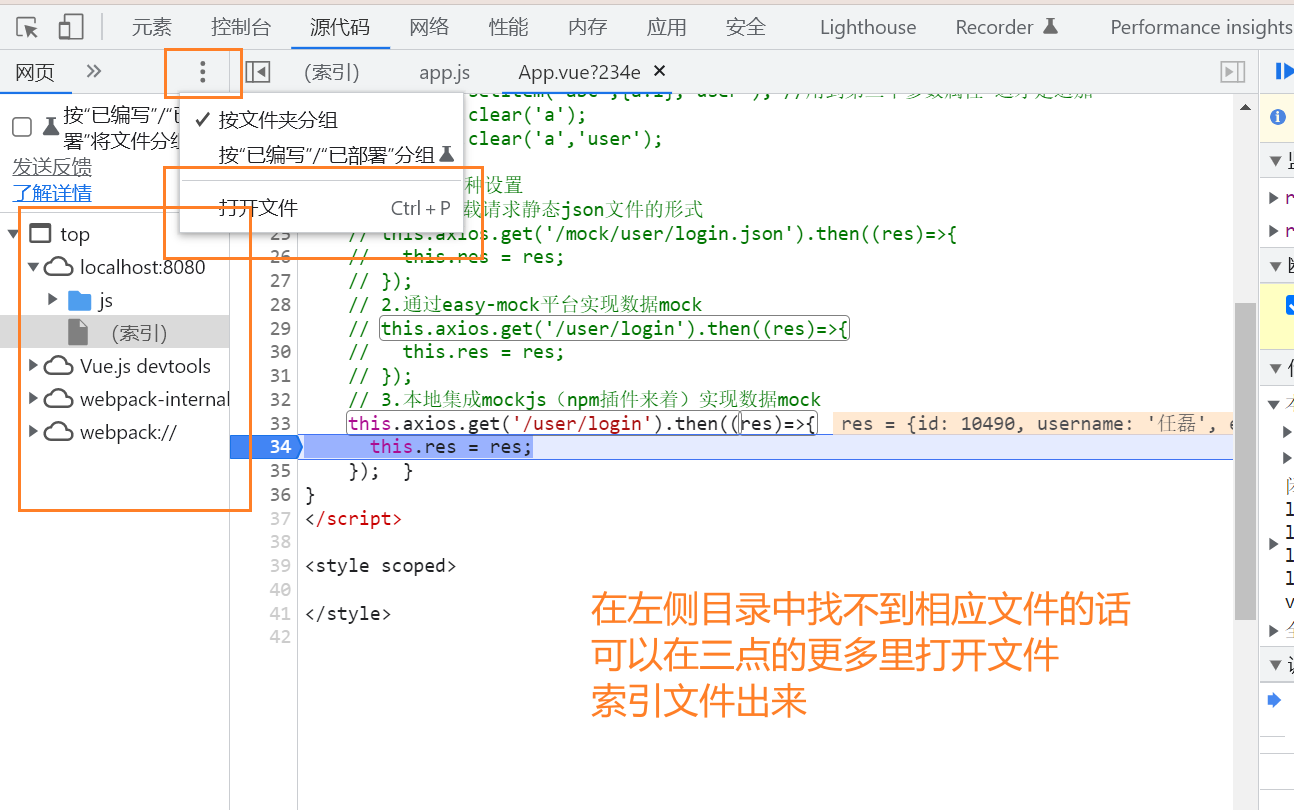 元素 控制台 源代码 网络 性能 内存 应用 安全 Lighthouse Recorder Performance insights
网页 (索引) app.js App.vue?234e ×
按“已编写”/“已
署”将文件分组
发送反馈
了解详情
按文件夹分组
按“已编写”/“已部署”分组
打开文件 Ctrl + P
top
localhost:8080
js
(索引)
Vue.js devtools
webpack-internal
webpack://
clear('a');
clear('a','user');
种设置
载请求静态json文件的形式
25 // this.axios.get('/mock/user/login.json').then((res)=>{
26 // this.res = res;
27 // });
28 // 2.通过easy-mock平台实现数据mock
29 // this.axios.get('/user/login').then((res)=>{
30 // this.res = res;
31 // });
32 // 3.本地集成mockjs（npm插件来着）实现数据mock
33 this.axios.get('/user/login').then((res)=>{ res = {id: 10490, username: '任磊',
34 this.res = res;
35 }); }
36 }
37 </script>
38
39 <style scoped>
40
41 </style>
42
在左侧目录中找不到相应文件的话
可以在三点的更多里打开文件
索引文件出来